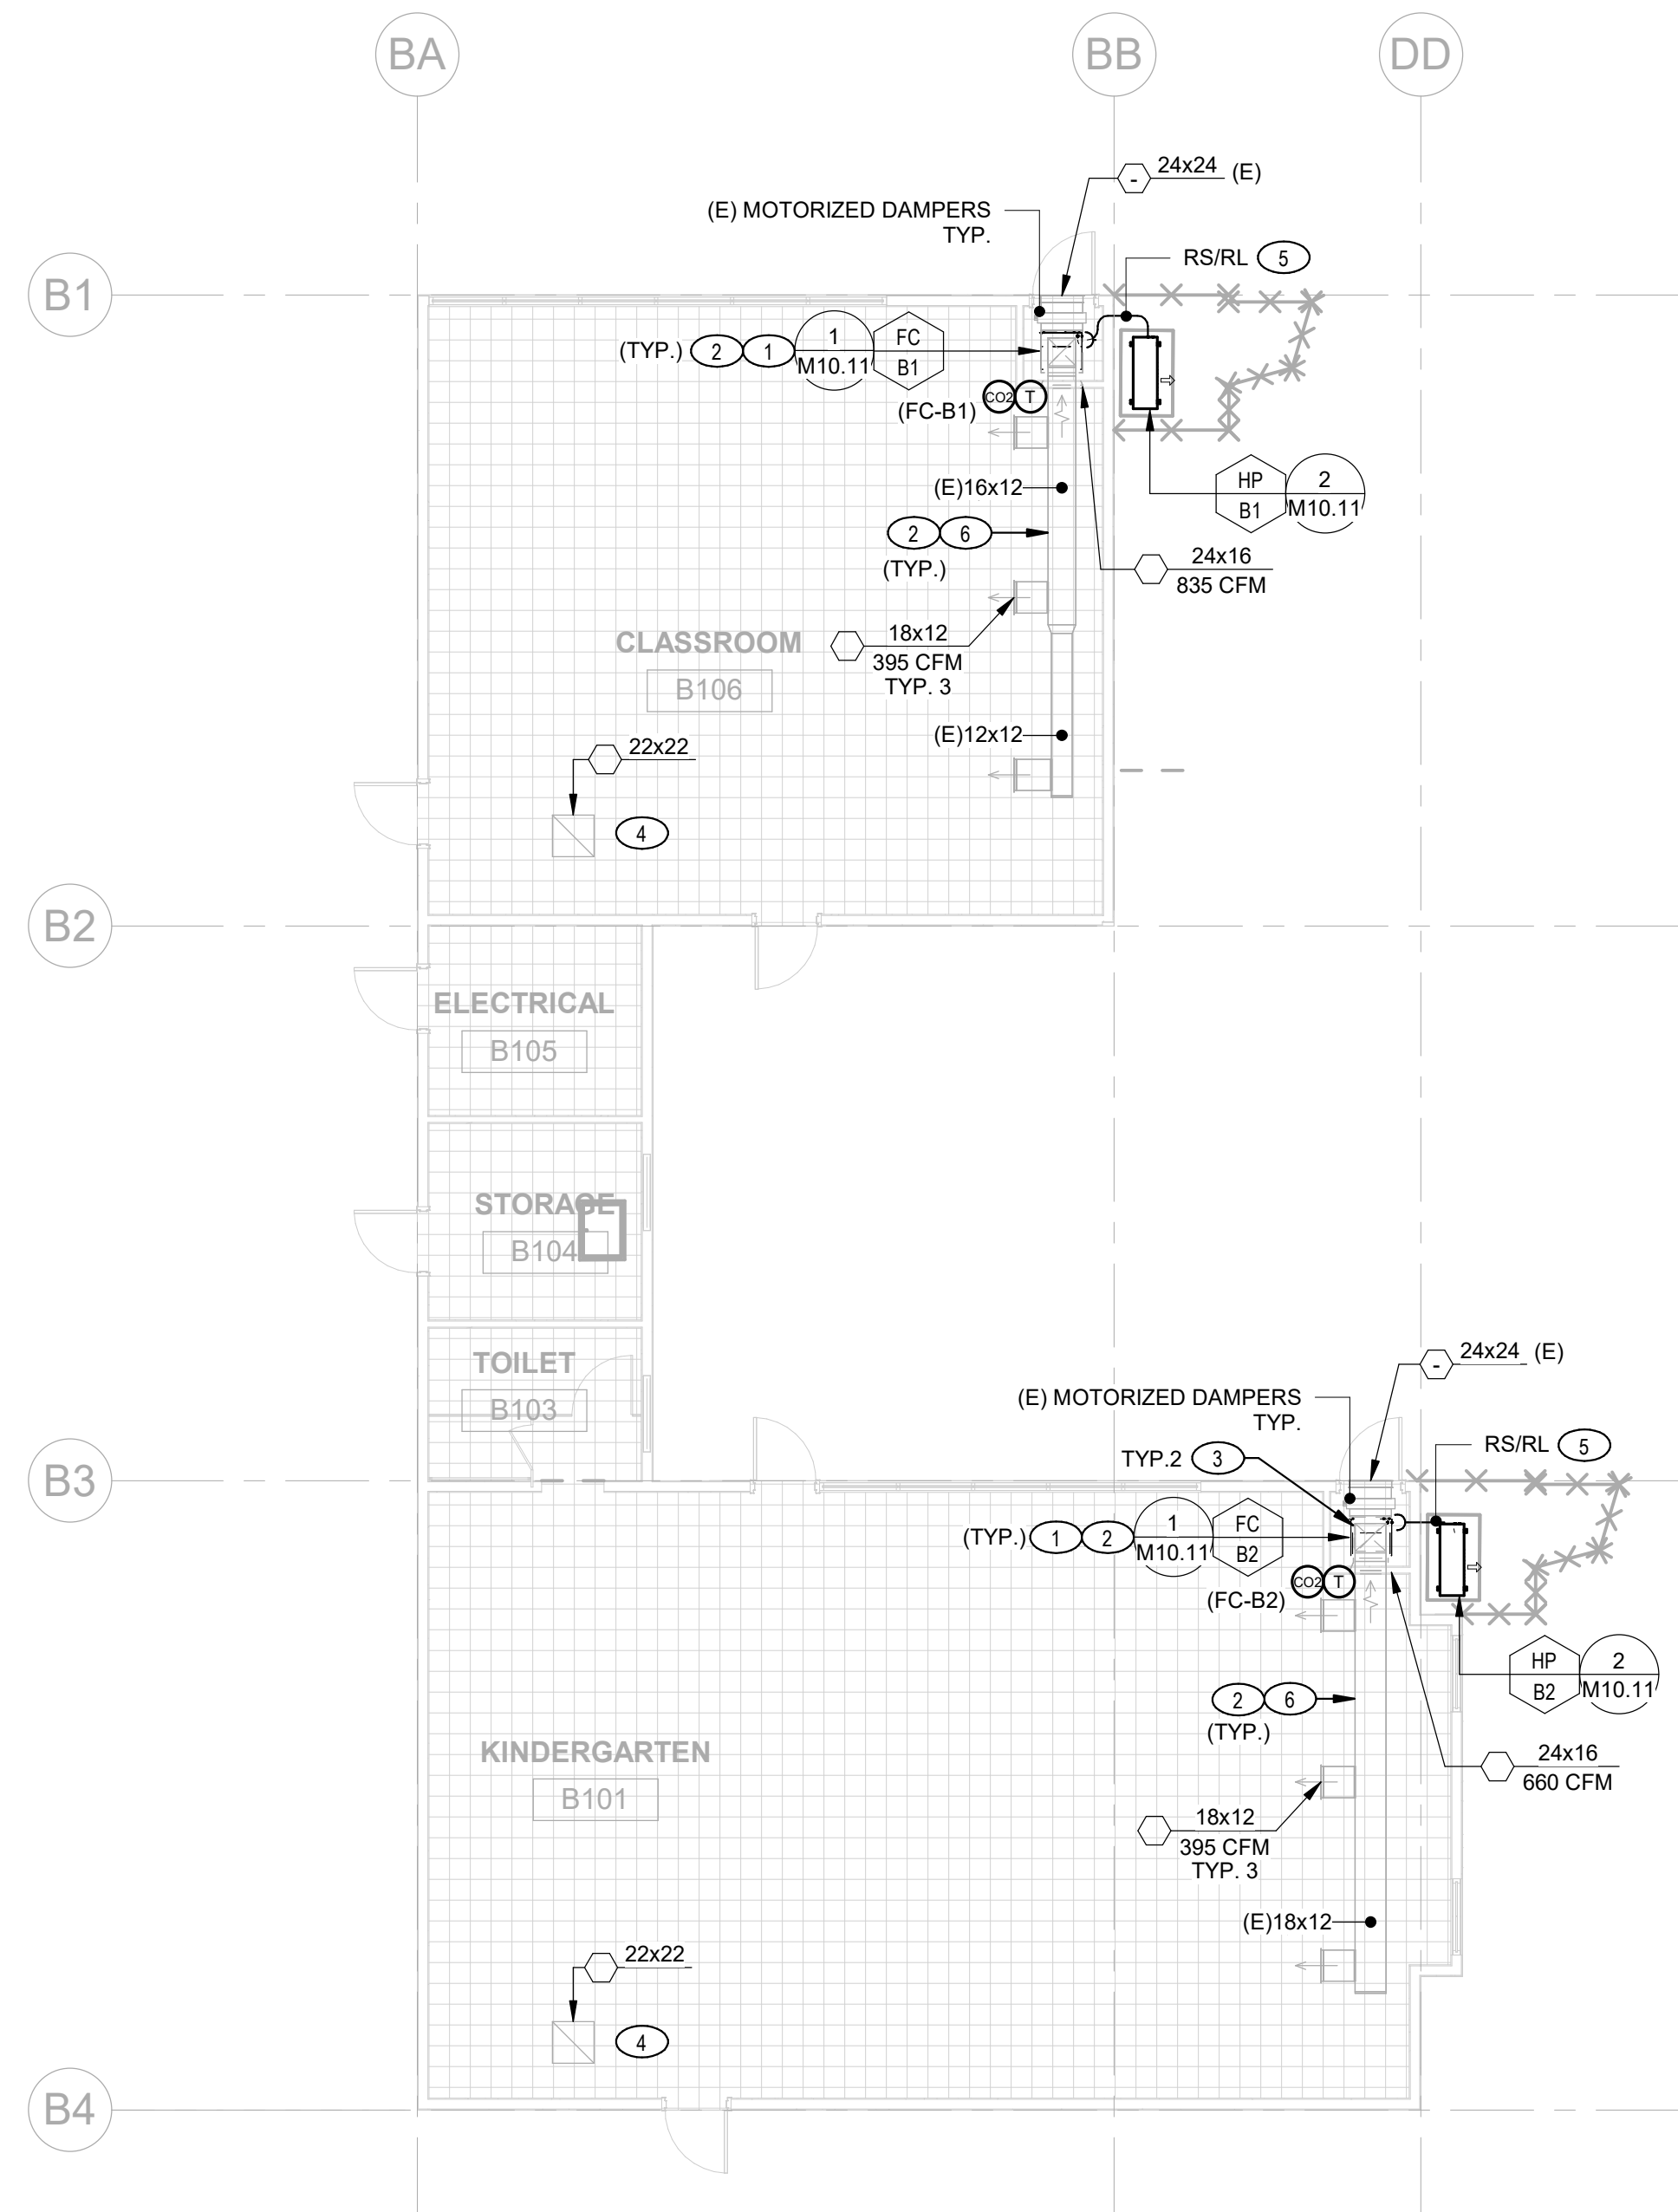 BA
BB
DD
24x24 (E)
-
(E) MOTORIZED DAMPERS
TYP.
RS/RL 5
B1
(TYP.) 2 1
1
M10.11
FC
B1
CO2 T
(FC-B1)
(E)16x12
HP
B1
2
M10.11
2 6
(TYP.)
24x16
835 CFM
18x12
395 CFM
TYP. 3
CLASSROOM
B106
(E)12x12
22x22
4
B2
ELECTRICAL
B105
STORAGE
B104
TOILET
B103
24x24 (E)
-
(E) MOTORIZED DAMPERS
TYP.
TYP.2 3
RS/RL 5
B3
(TYP.) 1 2
1
M10.11
FC
B2
CO2 T
(FC-B2)
HP
B2
2
M10.11
2 6
(TYP.)
24x16
660 CFM
KINDERGARTEN
B101
18x12
395 CFM
TYP. 3
(E)18x12
22x22
4
B4